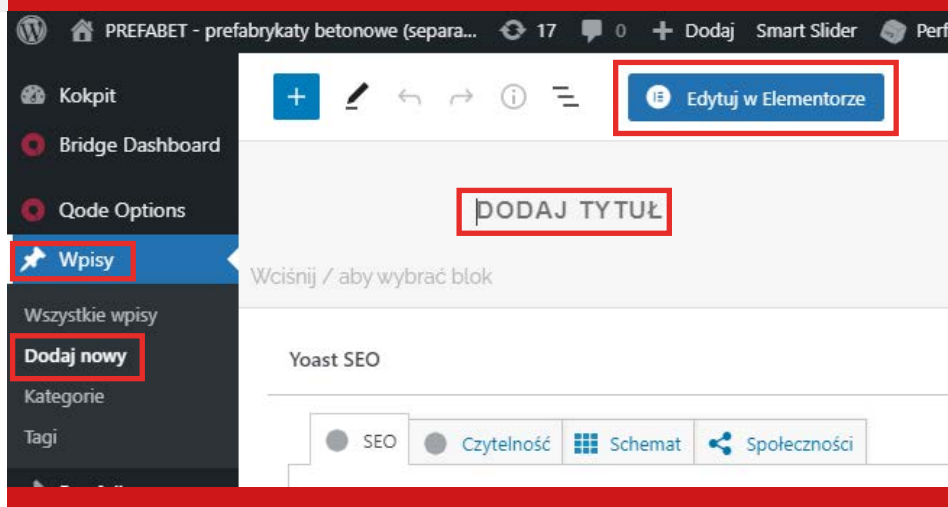 PREFABET - prefabrykaty betonowe (separa... 17 0 + Dodaj Smart Slider Perf
Kokpit
Edytuj w Elementorze
Bridge Dashboard
Qode Options
DODAJ TYTUŁ
Wpisy
Wciśnij / aby wybrać blok
Wszystkie wpisy
Dodaj nowy
Yoast SEO
Kategorie
Tagi
SEO Czytelność Schemat Społeczności